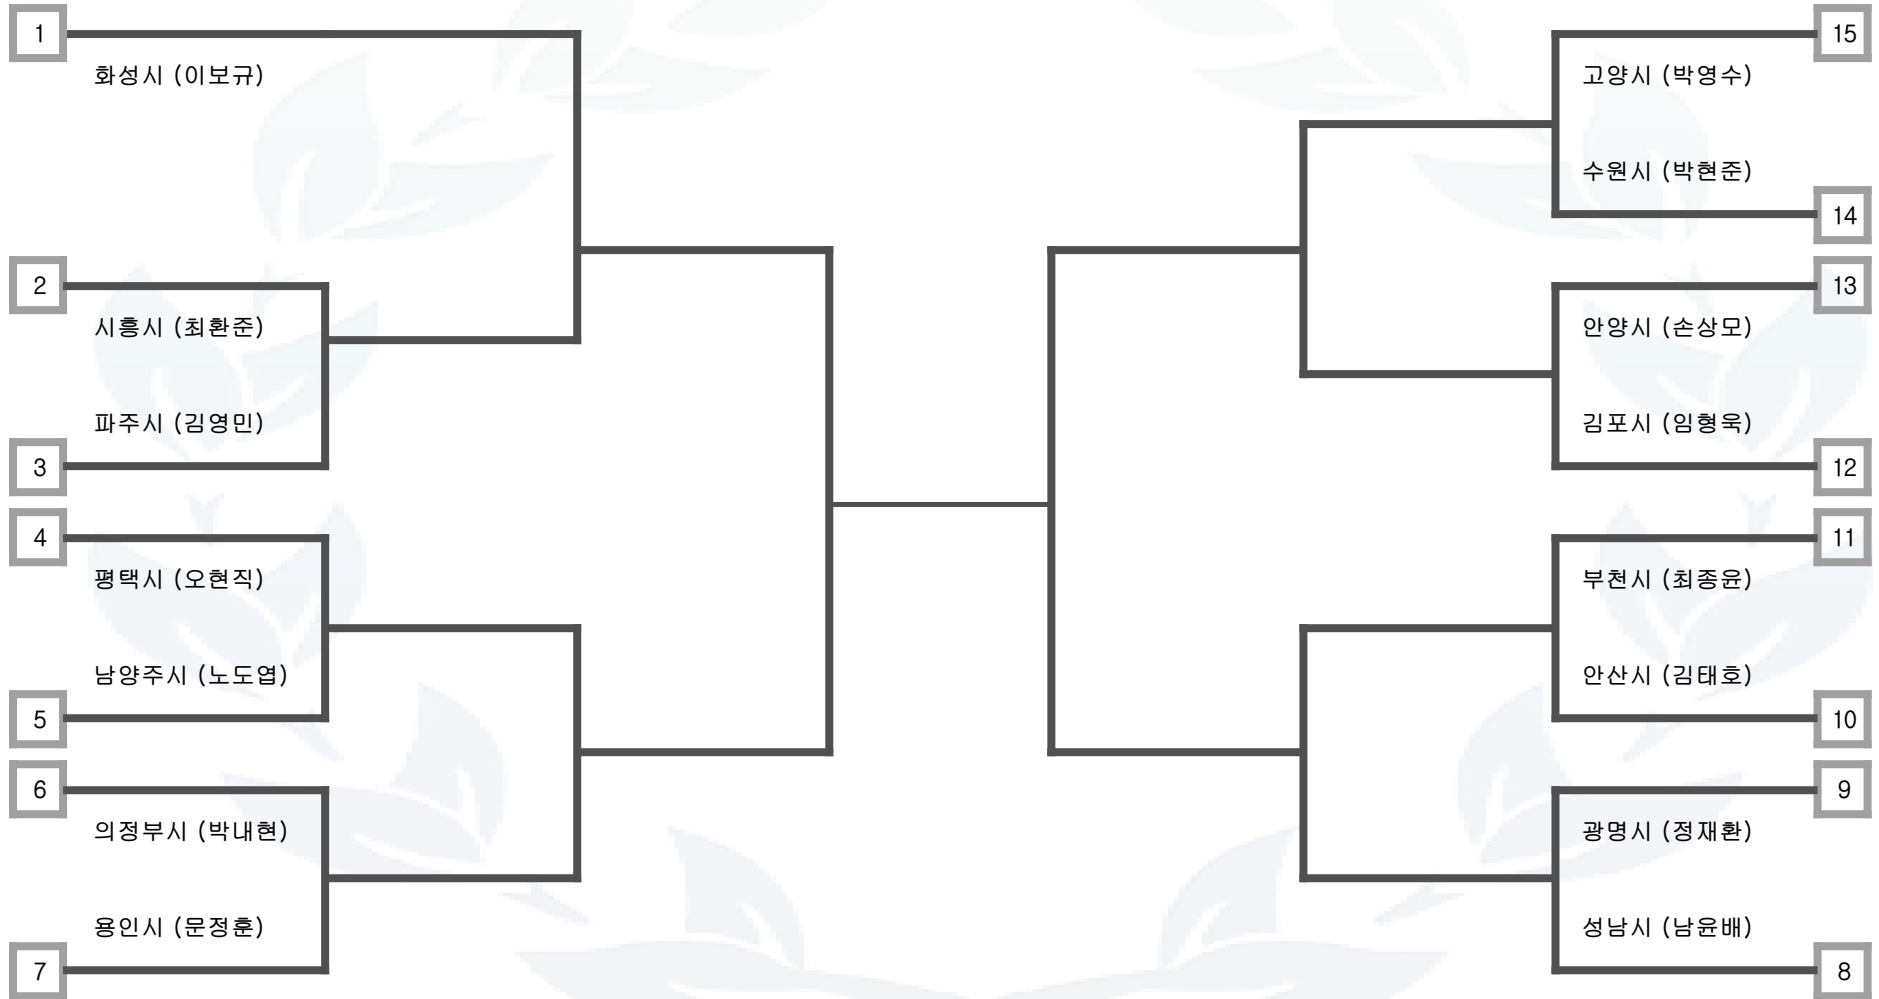 1
화성시 (이보규)
2
시흥시 (최환준)
파주시 (김영민)
3
4
평택시 (오현직)
남양주시 (노도엽)
5
6
의정부시 (박내현)
용인시 (문정훈)
7
15
고양시 (박영수)
수원시 (박현준)
14
13
안양시 (손상모)
김포시 (임형욱)
12
11
부천시 (최종윤)
안산시 (김태호)
10
9
광명시 (정재환)
성남시 (남윤배)
8